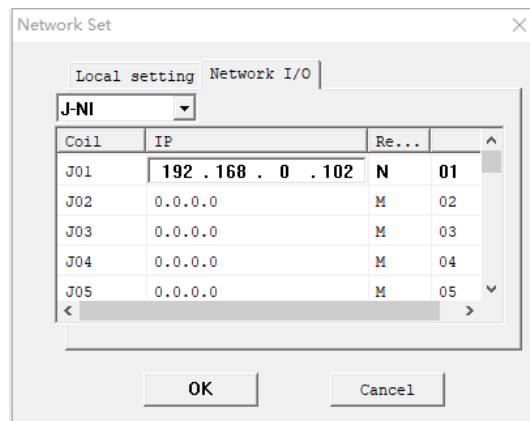 Network Set
Local setting Network I/O
J-NI
Coil IP Re...
J01 192 . 168 . 0 . 102 N 01
J02 0.0.0.0 M 02
J03 0.0.0.0 M 03
J04 0.0.0.0 M 04
J05 0.0.0.0 M 05
OK Cancel